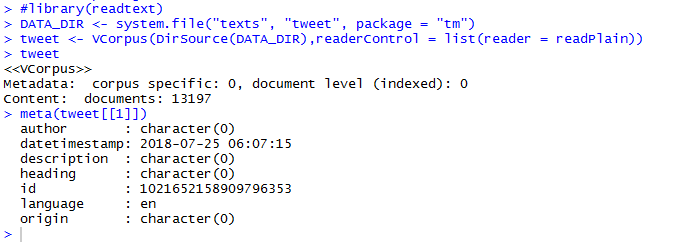 > #library(readtext)
> DATA_DIR <- system.file("texts", "tweet", package = "tm")
> tweet <- VCorpus(DirSource(DATA_DIR),readerControl = list(reader = readPlain))
> tweet
<<VCorpus>>
Metadata:  corpus specific: 0, document level (indexed): 0
Content:  documents: 13197
> meta(tweet[[1]])
  author       : character(0)
  datetimestamp: 2018-07-25 06:07:15
  description  : character(0)
  heading      : character(0)
  id           : 1021652158909796353
  language     : en
  origin       : character(0)
>